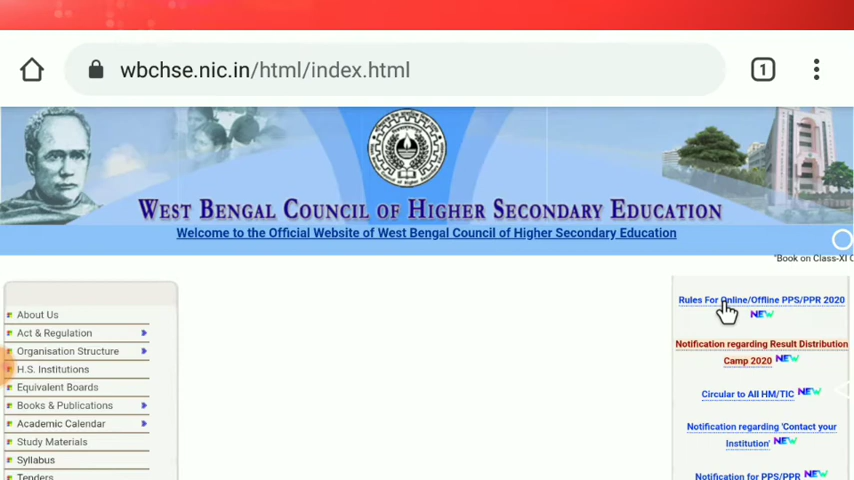 wbchse.nic.in/html/index.html
1
WEST BENGAL COUNCIL OF HIGHER SECONDARY EDUCATION
Welcome to the Official Website of West Bengal Council of Higher Secondary Education
"Book on Class-XI
About Us
Act & Regulation
Organisation Structure
H.S. Institutions
Equivalent Boards
Books & Publications
Academic Calendar
Study Materials
Syllabus
Tenders
Rules For Online/Offline PPS/PPR 2020
NEW
Notification regarding Result Distribution
Camp 2020 NEW
Circular to All HM/TIC NEW
Notification regarding 'Contact your
Institution' NEW
Notification for PPS/PPR NEW